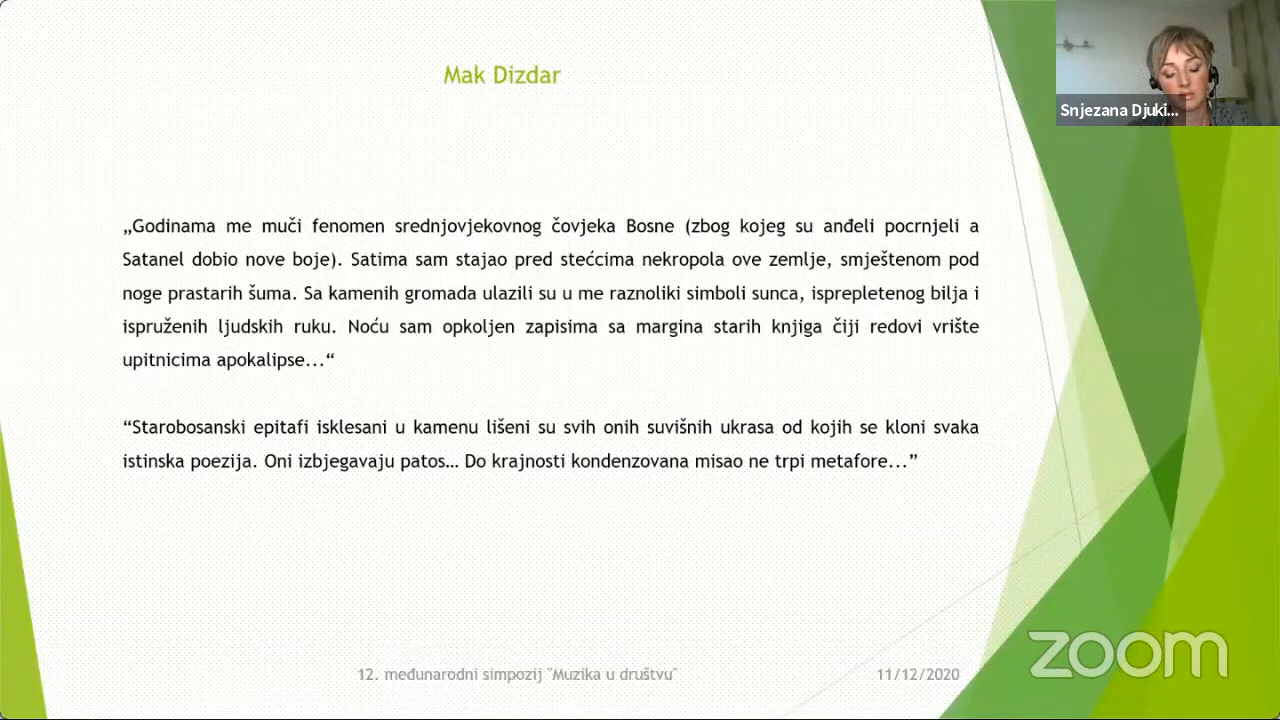 Mak Dizdar
Snjezana Djuki...
„Godinama me muči fenomen srednjovjekovnog čovjeka Bosne (zbog kojeg su anđeli pocrnjeli a
Satanel dobio nove boje). Satima sam stajao pred stećcima nekropola ove zemlje, smještenom pod
noge prastarih šuma. Sa kamenih gromada ulazili su u me raznoliki simboli sunca, isprepletenog bilja i
ispruženih ljudskih ruku. Noću sam opkoljen zapisima sa margina starih knjiga čiji redovi vrište
upitnicima apokalipse...“
“Starobosanski epitafi isklesani u kamenu lišeni su svih onih suvišnih ukrasa od kojih se kloni svaka
istinska poezija. Oni izbjegavaju patos… Do krajnosti kondenzovana misao ne trpi metafore...”
12. međunarodni simpozij "Muzika u društvu"
11/12/2020
zoom